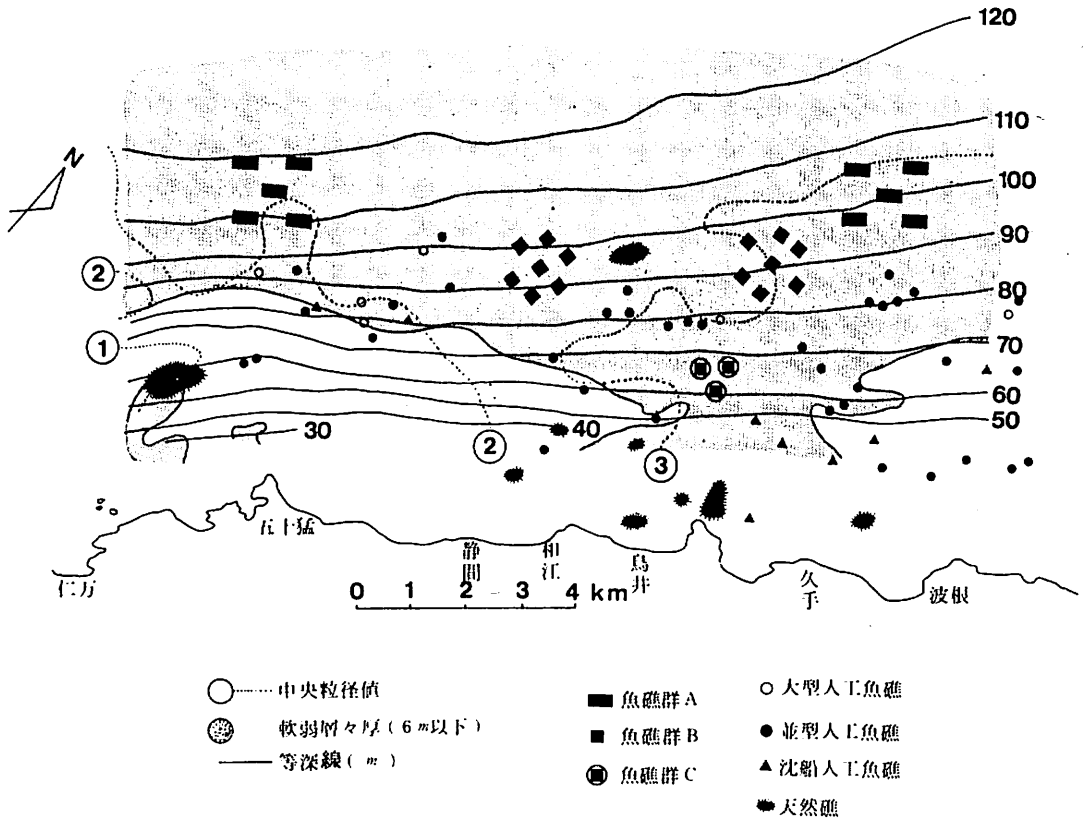 120
110
N
100
90
②
80
①
70
60
50
30
②
40
③
五十猛
静間
和江
鳥井
久手
波根
仁万
0 1 2 3 4 km
中央粒径値
軟弱層々厚(6m以下)
等深線(m)
魚礁群A
魚礁群B
魚礁群C
大型人工魚礁
並型人工魚礁
沈船人工魚礁
天然礁